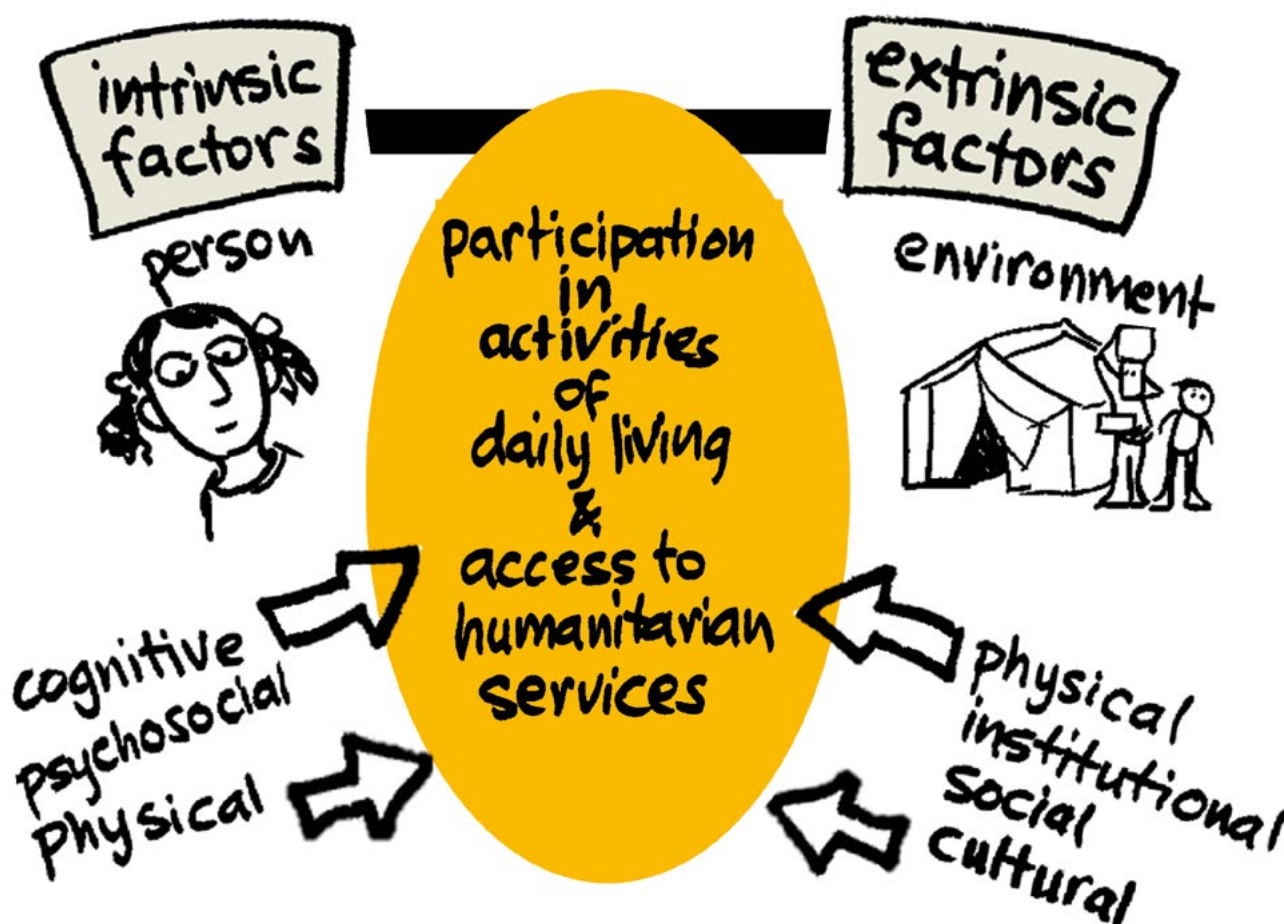 intrinsic
factors
person
cognitive
psychosocial
physical
participation
in
activities
of
daily living
&
access to
humanitarian
services
extrinsic
factors
environment
physical
institutional
social
cultural